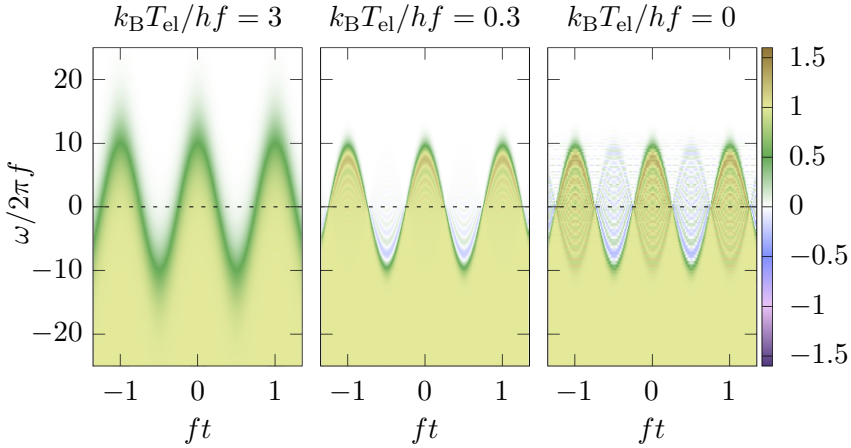 k_B T_el/hf = 3
k_B T_el/hf = 0.3
k_B T_el/hf = 0
ω/2πf
20
10
0
−10
−20
−1 0 1
−1 0 1
−1 0 1
ft
ft
ft
1.5
1
0.5
0
−0.5
−1
−1.5